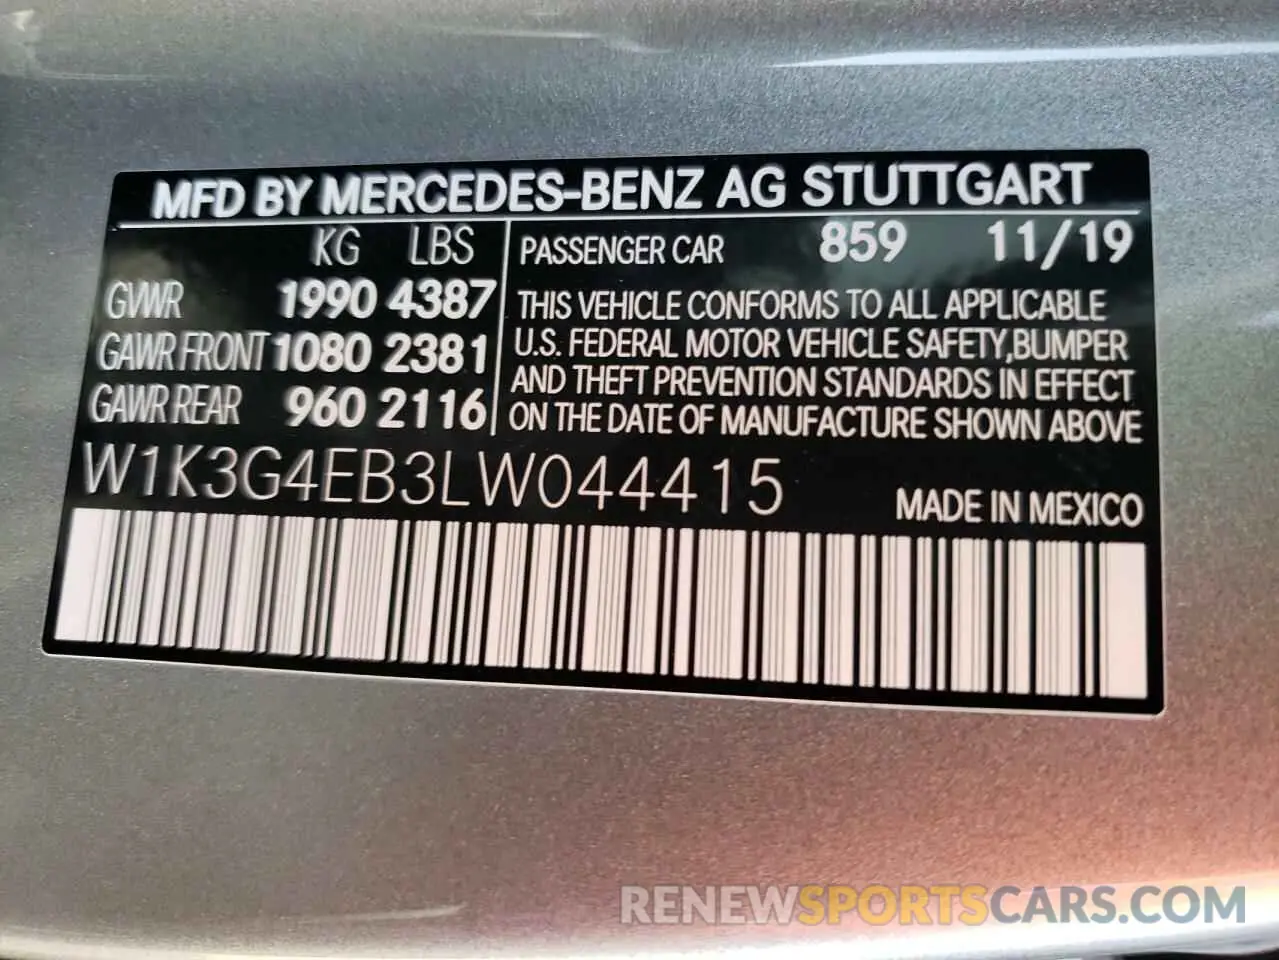 MFD BY MERCEDES-BENZ AG STUTTGART
KG LBS
GVWR 1990 4387
GAWR FRONT 1080 2381
GAWR REAR 960 2116
PASSENGER CAR 859 11/19
THIS VEHICLE CONFORMS TO ALL APPLICABLE
U.S. FEDERAL MOTOR VEHICLE SAFETY,BUMPER
AND THEFT PREVENTION STANDARDS IN EFFECT
ON THE DATE OF MANUFACTURE SHOWN ABOVE
W1K3G4EB3LW044415
MADE IN MEXICO
RENEWSPORTSCARS.COM